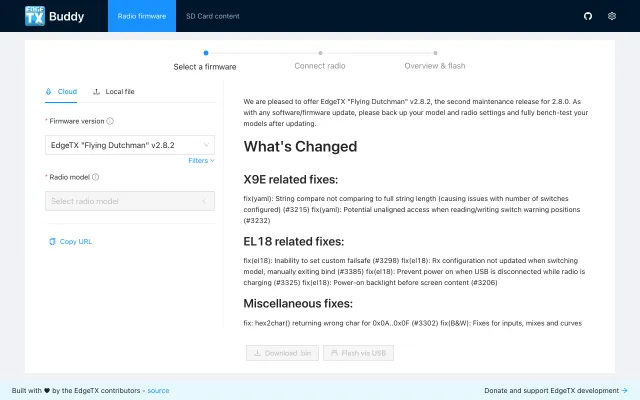 EDGE
TX Buddy
Radio firmware
SD Card content
Select a firmware
Connect radio
Overview & flash
Cloud
Local file
* Firmware version
EdgeTX "Flying Dutchman" v2.8.2
Filters
* Radio model
Select radio model
Copy URL
We are pleased to offer EdgeTX "Flying Dutchman" v2.8.2, the second maintenance release for 2.8.0. As
with any software/firmware update, please back up your model and radio settings and fully bench-test your
models after updating.
What's Changed
X9E related fixes:
fix(yaml): String compare not comparing to full string length (causing issues with number of switches
configured) (#3215) fix(yaml): Potential unaligned access when reading/writing switch warning positions
(#3232)
EL18 related fixes:
fix(el18): Inability to set custom failsafe (#3298) fix(el18): Rx configuration not updated when switching
model, manually exiting bind (#3385) fix(el18): Prevent power on when USB is disconnected while radio is
charging (#3325) fix(el18): Power-on backlight before screen content (#3206)
Miscellaneous fixes:
fix: hex2char() returning wrong char for 0x0A..0x0F (#3302) fix(B&W): Fixes for inputs, mixes and curves
Download .bin
Flash via USB
Built with ♥ by the EdgeTX contributors - source
Donate and support EdgeTX development →